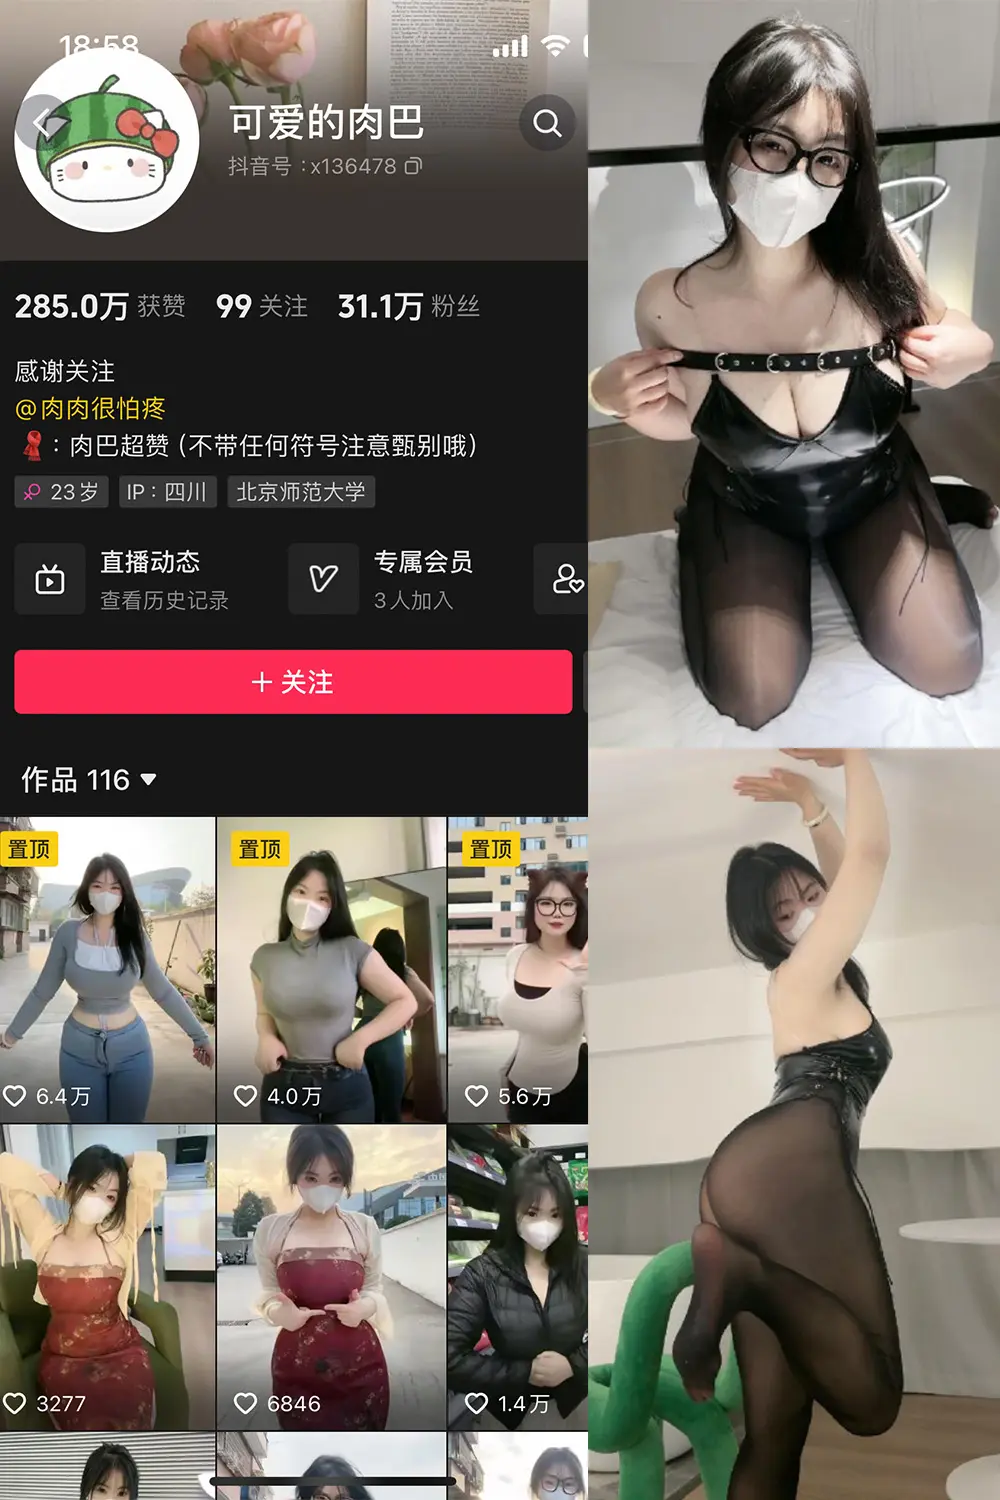 18:58
可爱的肉巴
抖音号：x136478
285.0万 获赞 99 关注 31.1万 粉丝
感谢关注
@肉肉很怕疼
：肉巴超赞 (不带任何符号注意甄别哦)
23岁 IP：四川 北京师范大学
直播动态 专属会员
查看历史记录 3人加入
+ 关注
作品 116
置顶 置顶 置顶
6.4万 4.0万 5.6万
3277 6846 1.4万